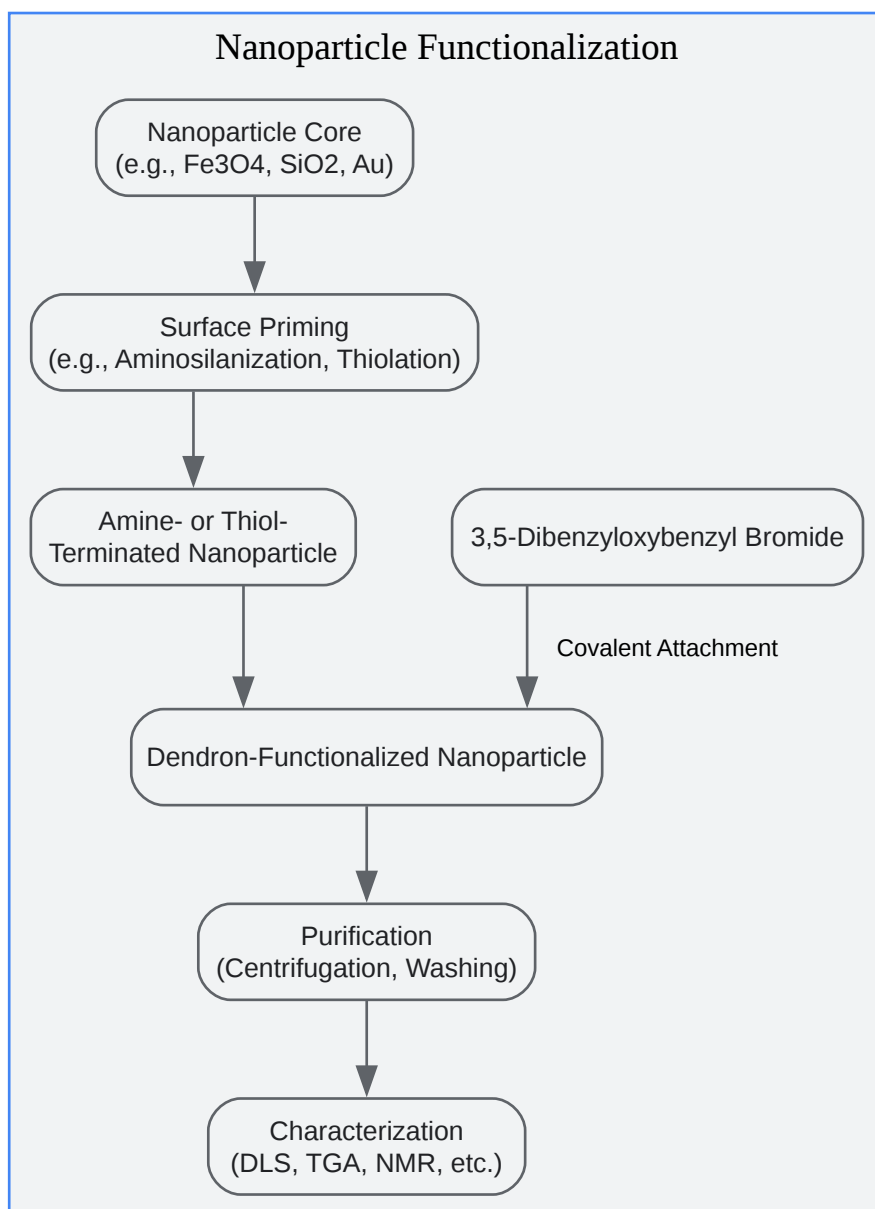 Nanoparticle Functionalization
Nanoparticle Core
(e.g., Fe3O4, SiO2, Au)
Surface Priming
(e.g., Aminosilanization, Thiolation)
Amine- or Thiol-
Terminated Nanoparticle
3,5-Dibenzyloxybenzyl Bromide
Covalent Attachment
Dendron-Functionalized Nanoparticle
Purification
(Centrifugation, Washing)
Characterization
(DLS, TGA, NMR, etc.)